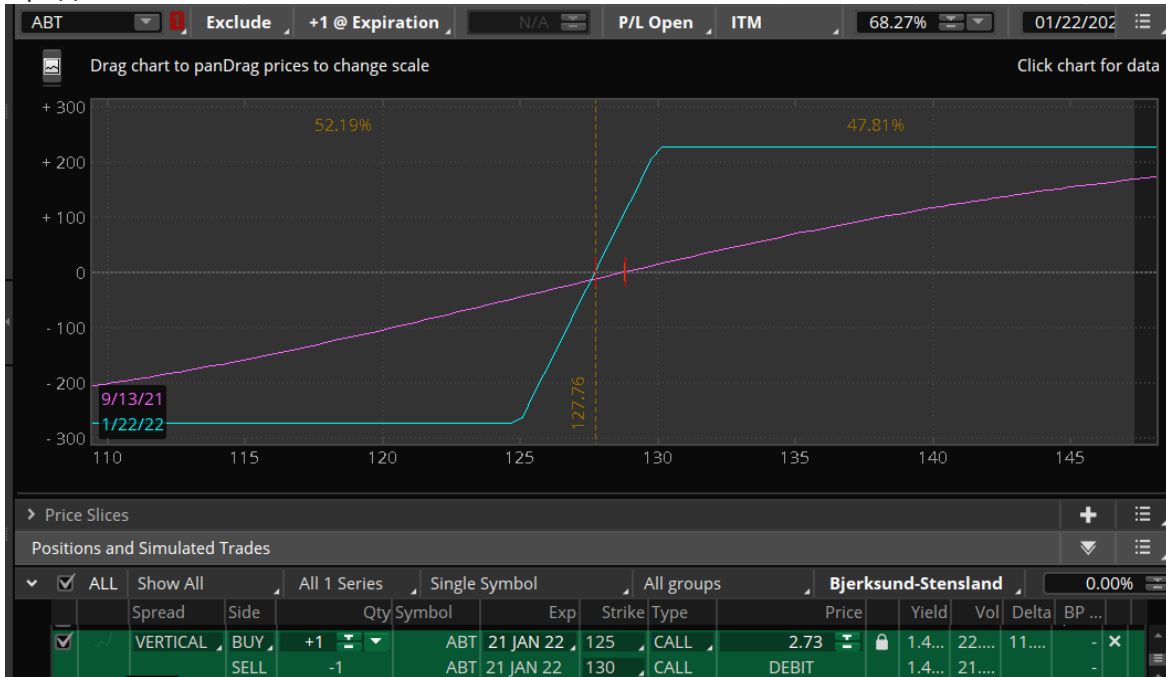 ABT 1 Exclude +1 @ Expiration N/A P/L Open ITM 68.27% 01/22/202
Drag chart to panDrag prices to change scale Click chart for data
+ 300
52.19% 47.81%
+ 200
+ 100
0
- 100
- 200
127.76
9/13/21
1/22/22
- 300
110 115 120 125 130 135 140 145
Price Slices
Positions and Simulated Trades
ALL Show All All 1 Series Single Symbol All groups Bjerksund-Stensland 0.00%
Spread Side Qty Symbol Exp Strike Type Price Yield Vol Delta BP ...
VERTICAL BUY +1 ABT 21 JAN 22 125 CALL 2.73 1.4... 22.... 11.... -
SELL -1 ABT 21 JAN 22 130 CALL DEBIT 1.4... 21.... -